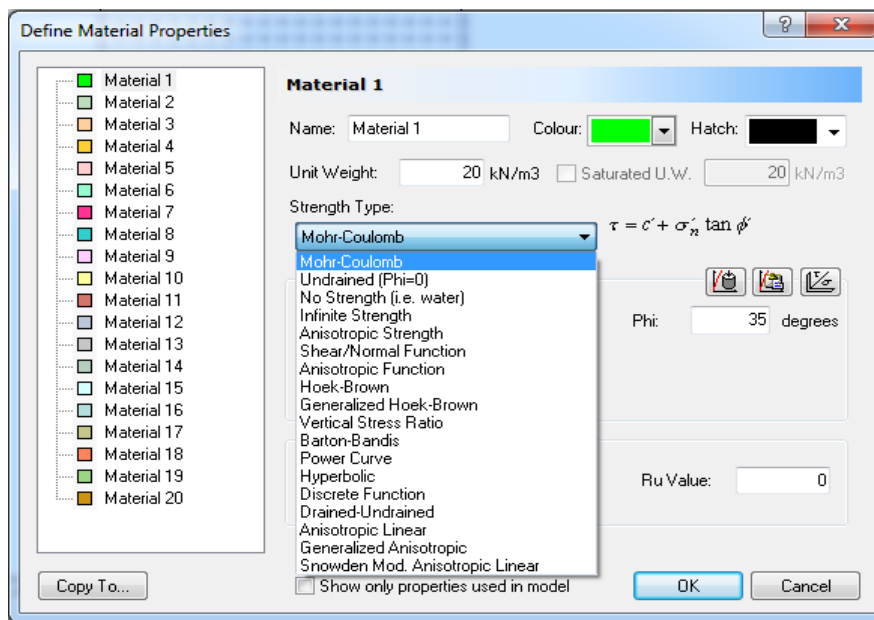 Define Material Properties
Material 1
Material 2
Material 3
Material 4
Material 5
Material 6
Material 7
Material 8
Material 9
Material 10
Material 11
Material 12
Material 13
Material 14
Material 15
Material 16
Material 17
Material 18
Material 19
Material 20
Material 1
Name: Material 1 Colour: Hatch:
Unit Weight: 20 kN/m3 Saturated U.W. 20 kN/m3
Strength Type:
Mohr-Coulomb
τ = c′ + σ′n tan ϕ′
Mohr-Coulomb
Undrained (Phi=0)
No Strength (i.e. water)
Infinite Strength
Anisotropic Strength
Shear/Normal Function
Anisotropic Function
Hoek-Brown
Generalized Hoek-Brown
Vertical Stress Ratio
Barton-Bandis
Power Curve
Hyperbolic
Discrete Function
Drained-Undrained
Anisotropic Linear
Generalized Anisotropic
Snowden Mod. Anisotropic Linear
Phi: 35 degrees
Ru Value: 0
Copy To...
Show only properties used in model
OK
Cancel